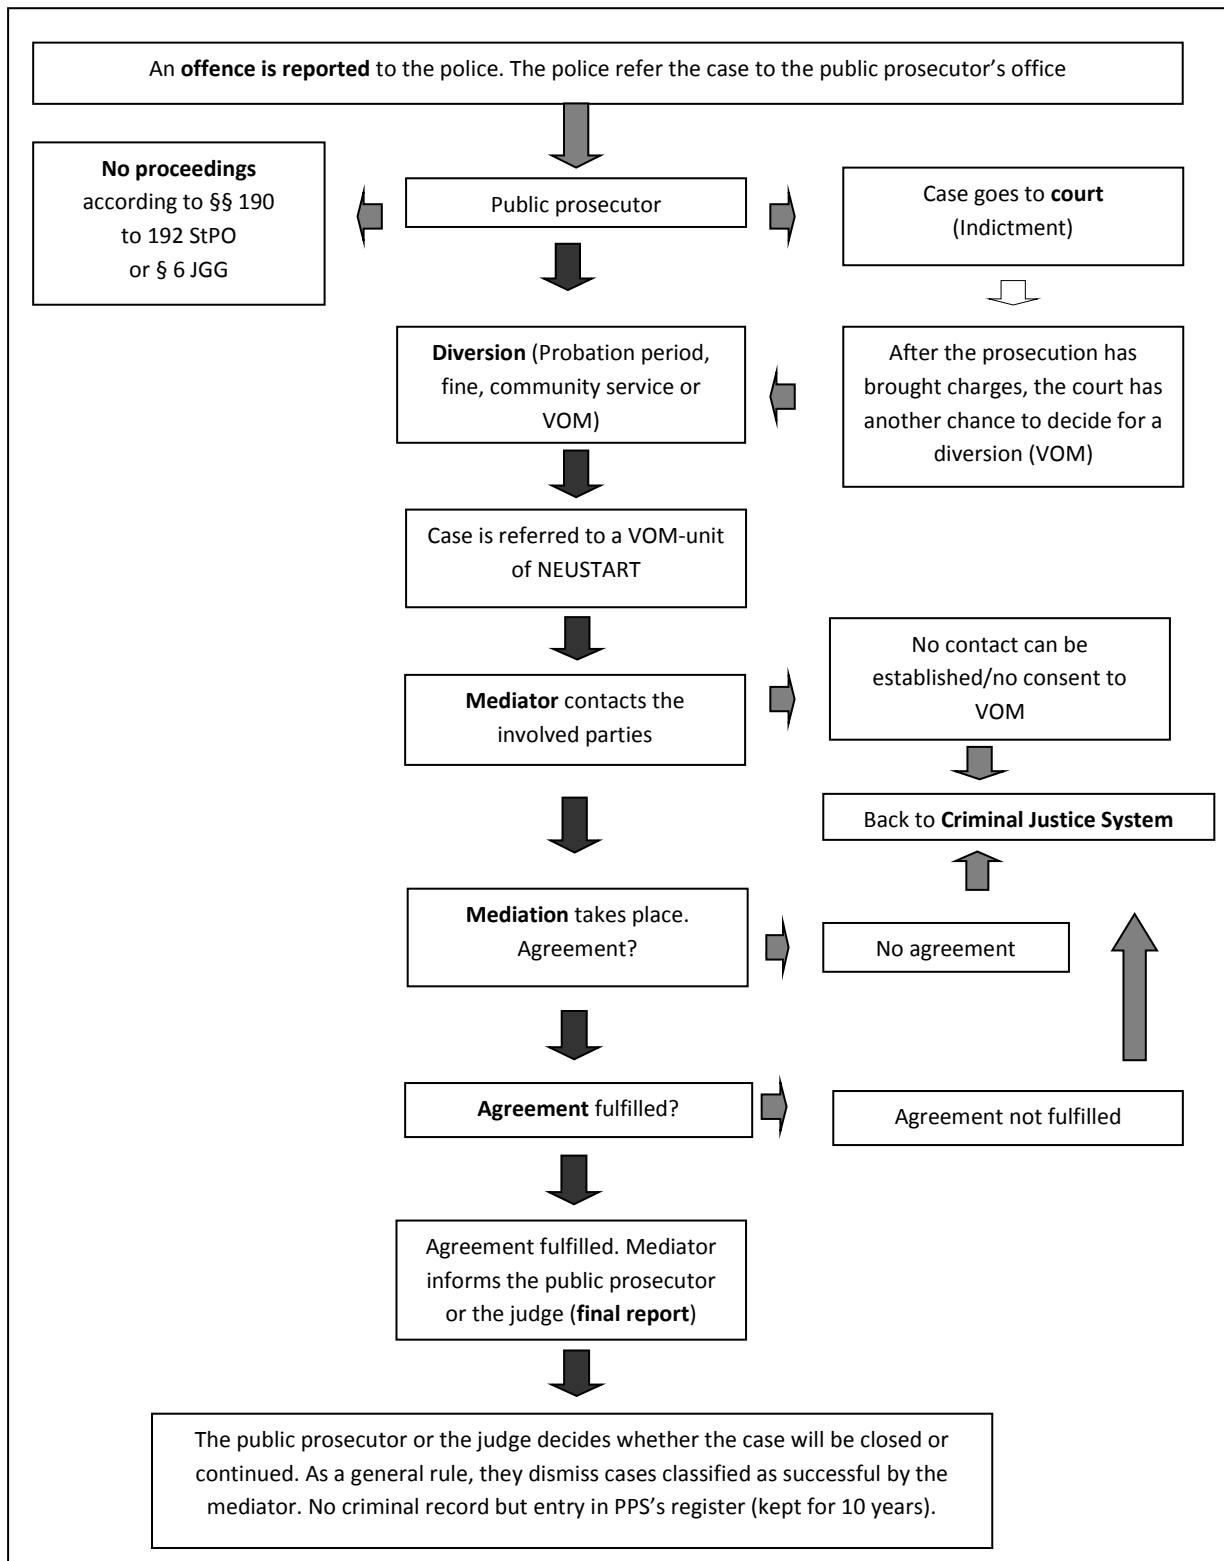 An offence is reported to the police. The police refer the case to the public prosecutor's office
No proceedings
according to §§ 190
to 192 StPO
or § 6 JGG
Public prosecutor
Case goes to court
(Indictment)
Diversion (Probation period,
fine, community service or
VOM)
After the prosecution has
brought charges, the court has
another chance to decide for a
diversion (VOM)
Case is referred to a VOM-unit
of NEUSTART
Mediator contacts the
involved parties
No contact can be
established/no consent to
VOM
Back to Criminal Justice System
Mediation takes place.
Agreement?
No agreement
Agreement fulfilled?
Agreement not fulfilled
Agreement fulfilled. Mediator
informs the public prosecutor
or the judge (final report)
The public prosecutor or the judge decides whether the case will be closed or
continued. As a general rule, they dismiss cases classified as successful by the
mediator. No criminal record but entry in PPS's register (kept for 10 years).